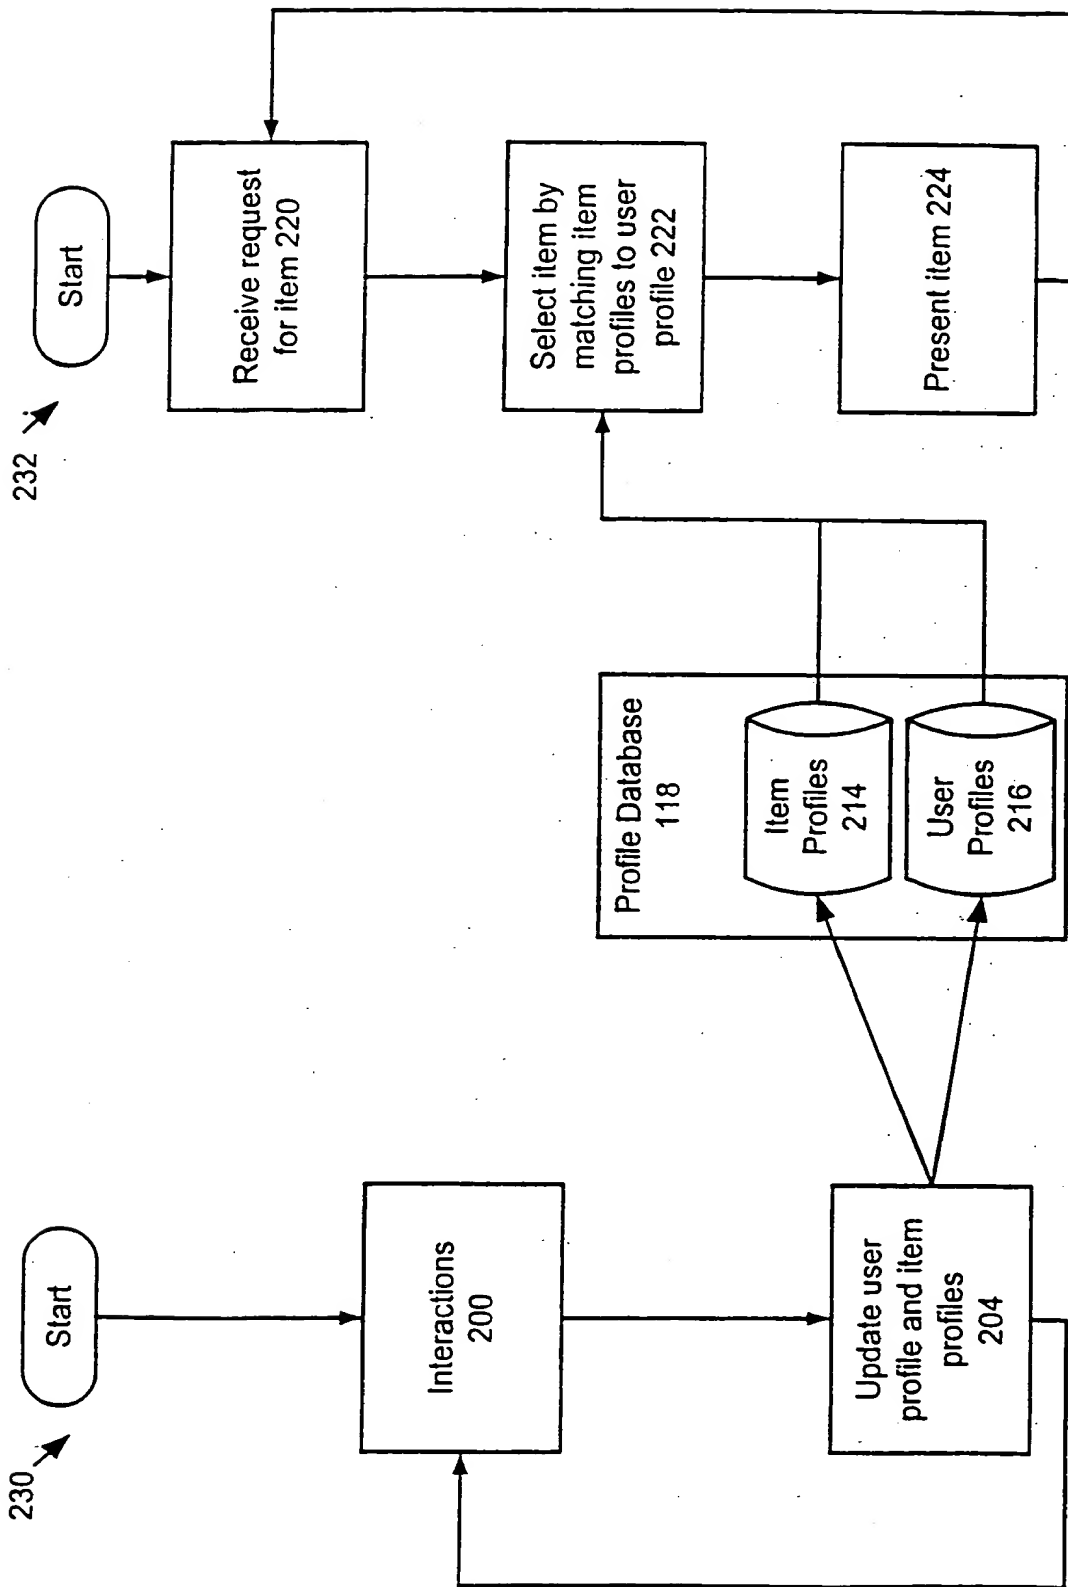 230
Start
Interactions
200
Update user
profile and item
profiles
204
Profile Database
118
Item
Profiles
214
User
Profiles
216
232
Start
Receive request
for item 220
Select item by
matching item
profiles to user
profile 222
Present item 224